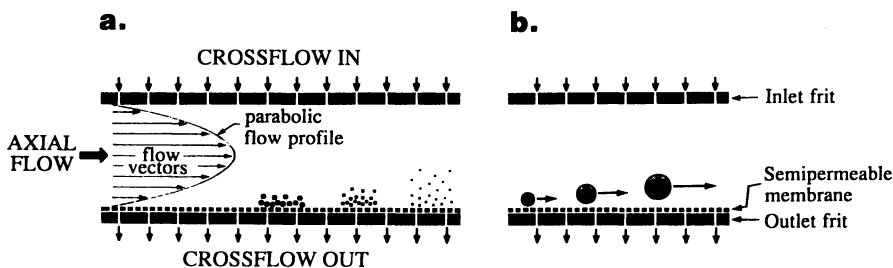 a.
CROSSFLOW IN
parabolic
flow profile
AXIAL
FLOW
flow
vectors
CROSSFLOW OUT
b.
Inlet frit
Semipermeable
membrane
Outlet frit